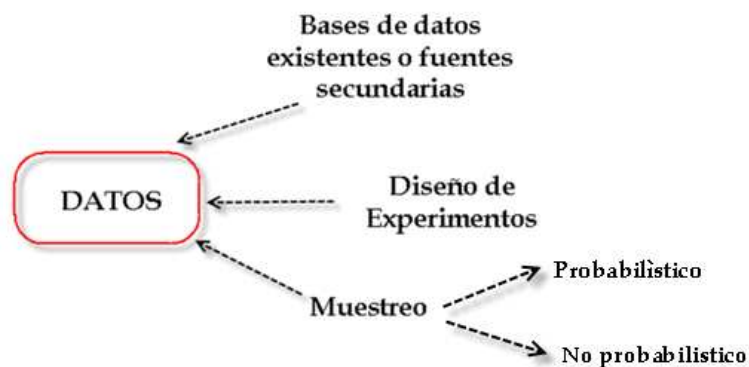 Bases de datos
existentes o fuentes
secundarias
DATOS
Diseño de
Experimentos
Muestreo
Probabilìstico
No probabilistico